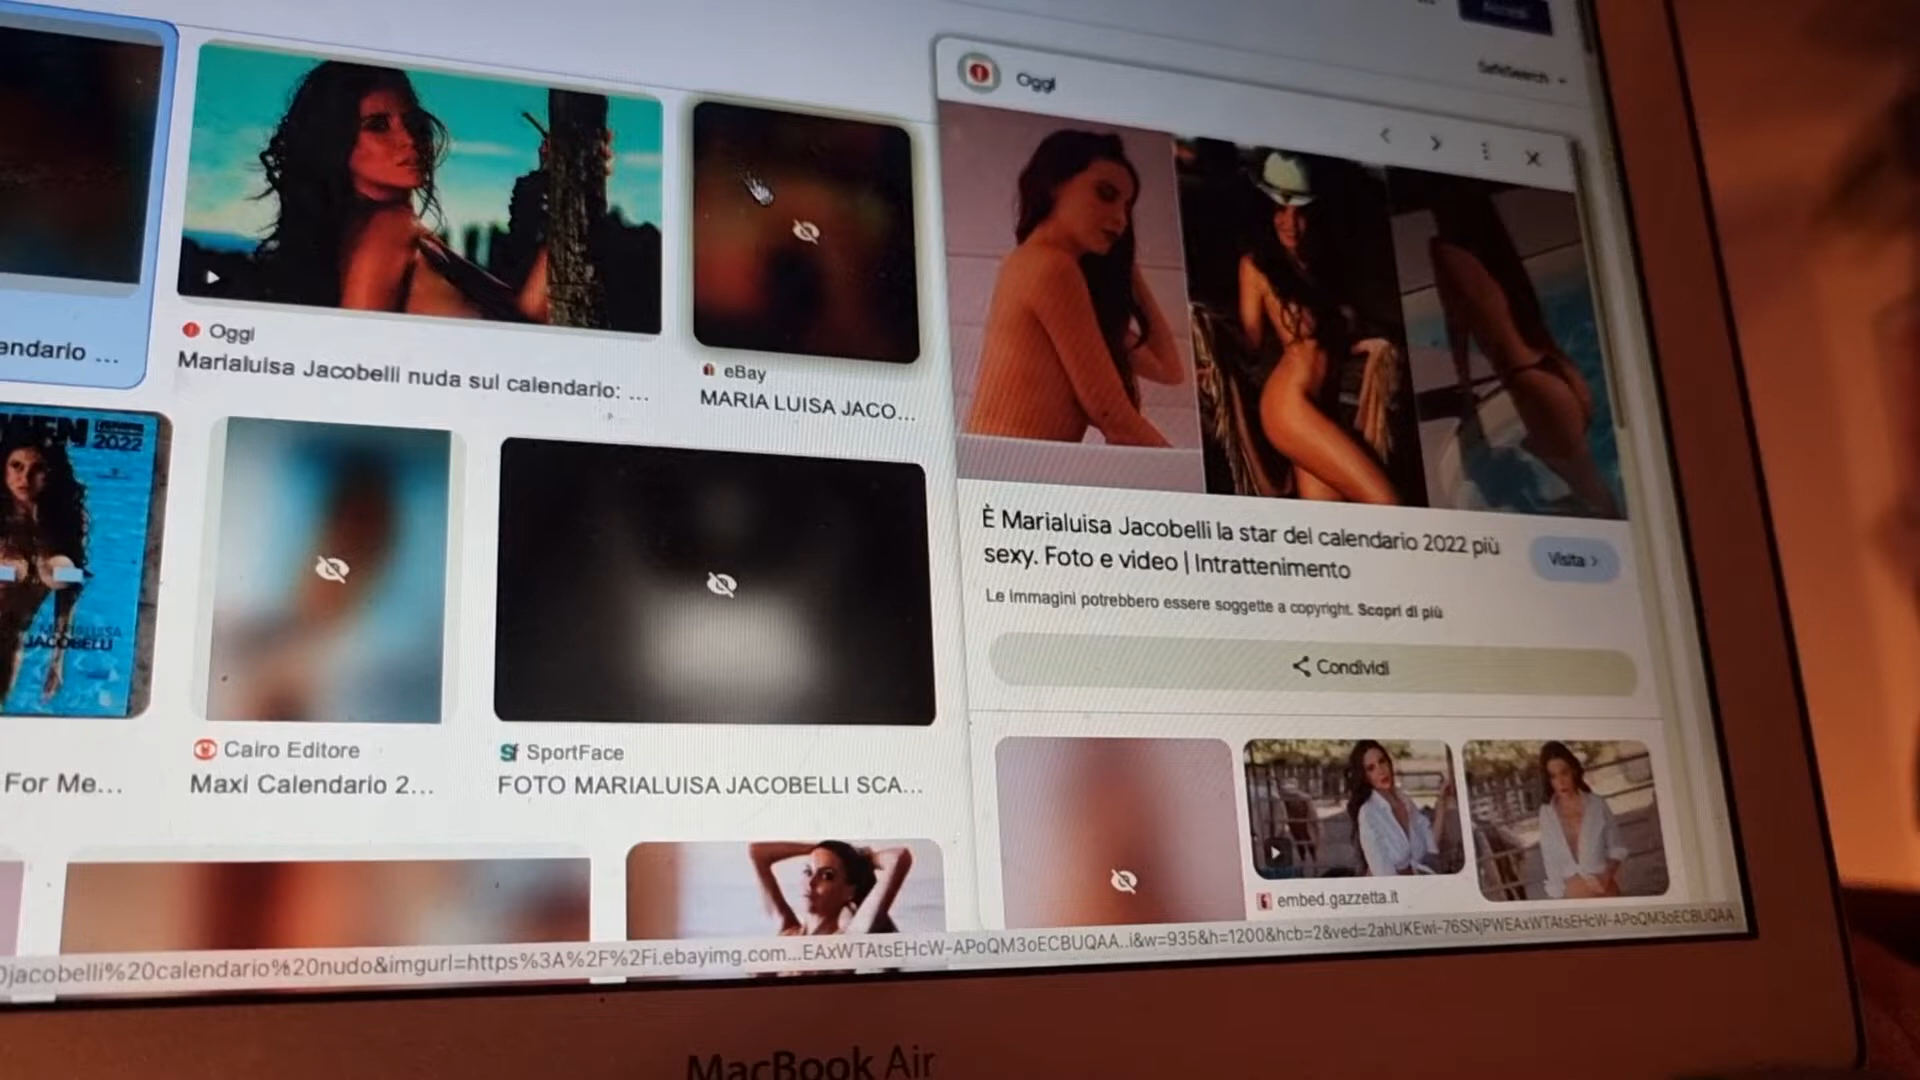 SafeSearch
Oggi
Oggi
Marialuisa Jacobelli nuda sul calendario: ...
eBay
MARIA LUISA JACO...
endario ...
MEN
2022
JACOBELLI
È Marialuisa Jacobelli la star del calendario 2022 più
sexy. Foto e video | Intrattenimento
Visita >
Le immagini potrebbero essere soggette a copyright. Scopri di più
Condividi
For Me...
Cairo Editore
Maxi Calendario 2...
Sf SportFace
FOTO MARIALUISA JACOBELLI SCA...
embed.gazzetta.it
jacobelli%20calendario%20nudo&imgurl=https%3A%2F%2Fi.ebayimg.com...EAxWTAtsEHcW-APoQM3oECBUQAA..i&w=935&h=1200&hcb=2&ved=2ahUKEwi-76SNjPWEAxWTAtsEHcW-APoQM3oECBUQAA
MacBook Air